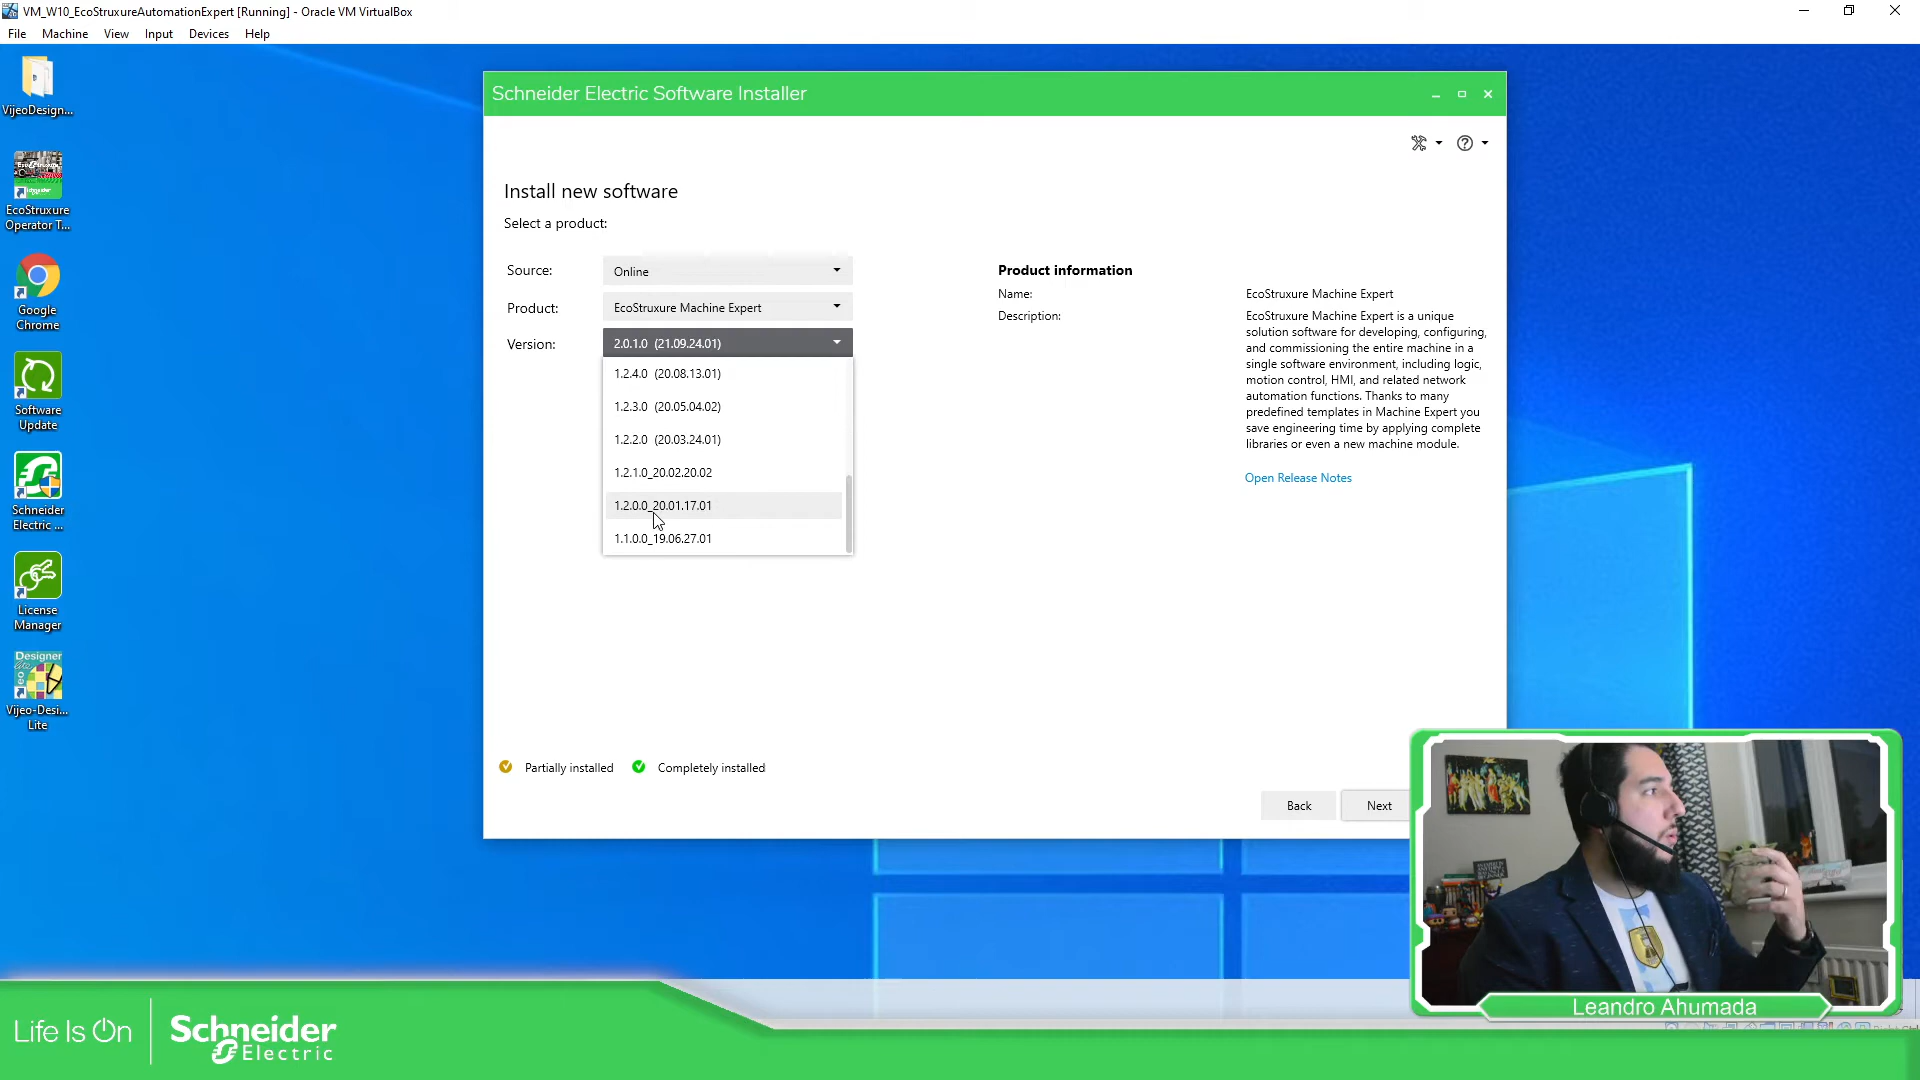 VM_W10_EcoStruxureAutomationExpert [Running] - Oracle VM VirtualBox
File Machine View Input Devices Help
VijeoDesign...
EcoStruxure
Operator T...
Google
Chrome
Software
Update
Schneider
Electric ...
License
Manager
Vijeo-Desi...
Lite
Schneider Electric Software Installer
Install new software
Select a product:
Source: Online
Product: EcoStruxure Machine Expert
Version: 2.0.1.0 (21.09.24.01)
1.2.4.0 (20.08.13.01)
1.2.3.0 (20.05.04.02)
1.2.2.0 (20.03.24.01)
1.2.1.0_20.02.20.02
1.2.0.0_20.01.17.01
1.1.0.0_19.06.27.01
Product information
Name: EcoStruxure Machine Expert
Description: EcoStruxure Machine Expert is a unique
solution software for developing, configuring,
and commissioning the entire machine in a
single software environment, including logic,
motion control, HMI, and related network
automation functions. Thanks to many
predefined templates in Machine Expert you
save engineering time by applying complete
libraries or even a new machine module.
Open Release Notes
Partially installed Completely installed
Back Next
Leandro Ahumada
Life Is On
Schneider
Electric